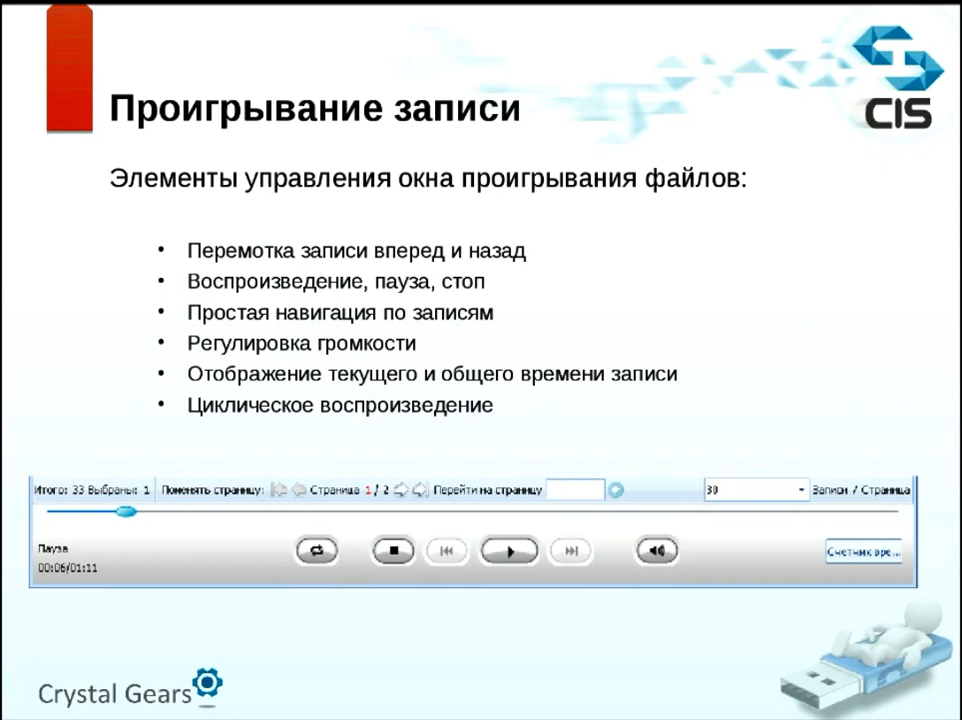 CIS
Проигрывание записи
Элементы управления окна проигрывания файлов:
• Перемотка записи вперед и назад
• Воспроизведение, пауза, стоп
• Простая навигация по записям
• Регулировка громкости
• Отображение текущего и общего времени записи
• Циклическое воспроизведение
Итого: 33 Выбраны: 1 Поменять страницу: Страница 1 / 2 Перейти на страницу 30 Записи / Страница
Пауза
00:06/01:11
Счетчик вре...
Crystal Gears